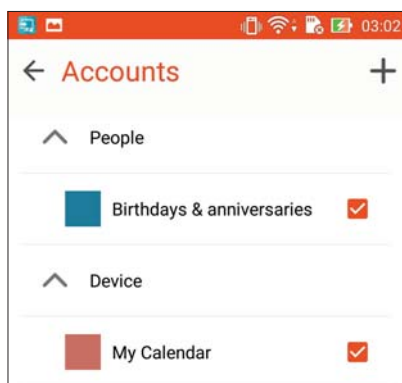 03:02
Accounts
People
Birthdays & anniversaries
Device
My Calendar